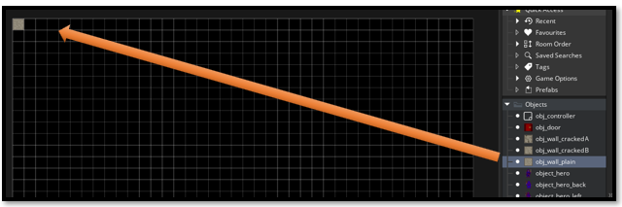 Quick Access
Recent
Favourites
Room Order
Saved Searches
Tags
Game Options
Prefabs
Objects
obj_controller
obj_door
obj_wall_crackedA
obj_wall_crackedB
obj_wall_plain
object_hero
object_hero_back
object_hero_left